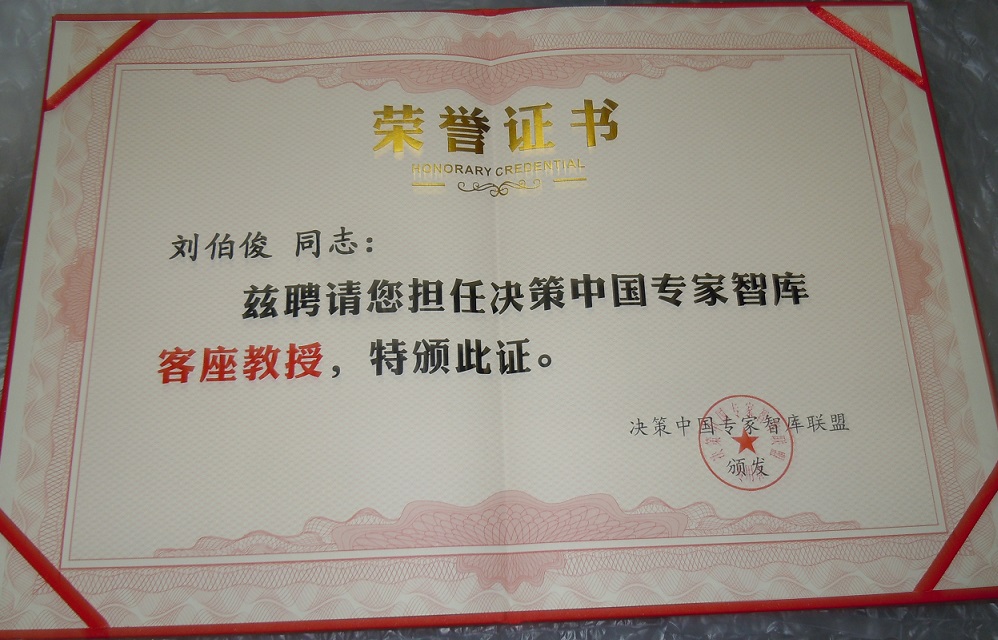 荣誉证书
HONORARY CREDENTIAL
刘伯俊 同志：
兹聘请您担任决策中国专家智库
客座教授，特颁此证。
决策中国专家智库联盟
颁发